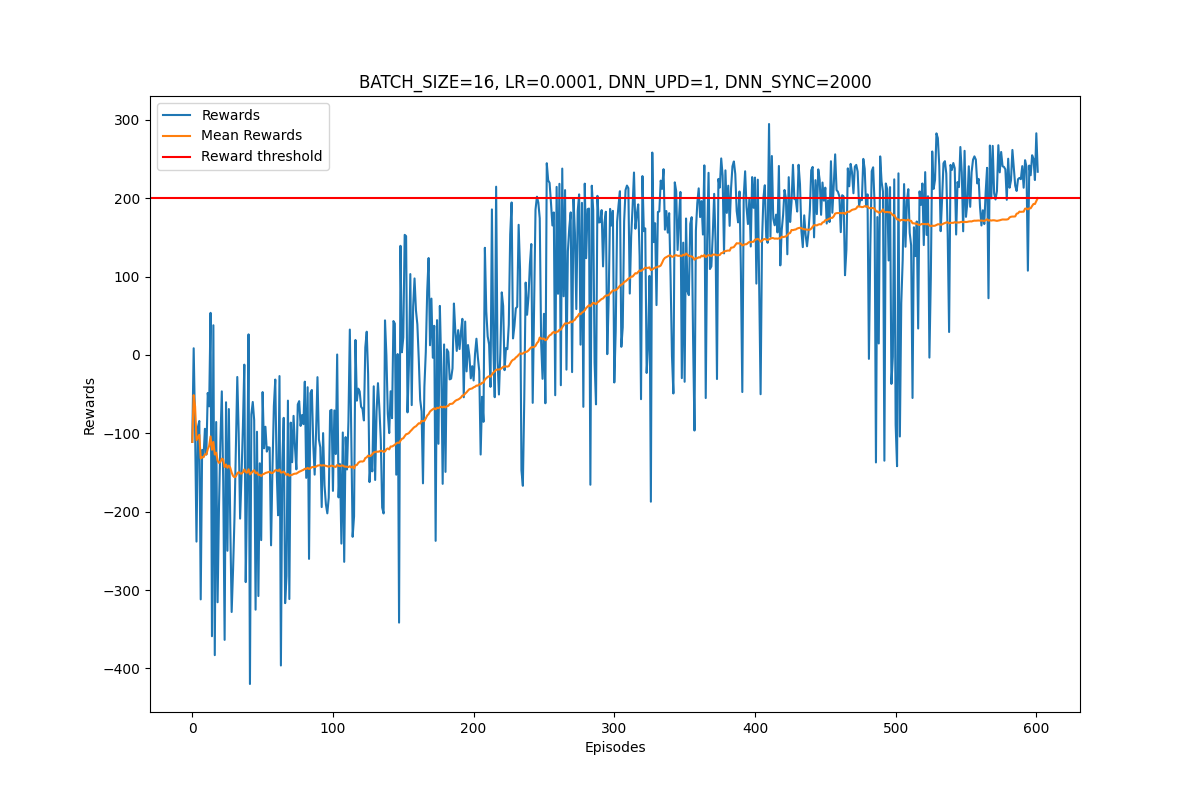 BATCH_SIZE=16, LR=0.0001, DNN_UPD=1, DNN_SYNC=2000
Rewards
Mean Rewards
Reward threshold
300
200
100
0
−100
−200
−300
−400
Rewards
0 100 200 300 400 500 600
Episodes